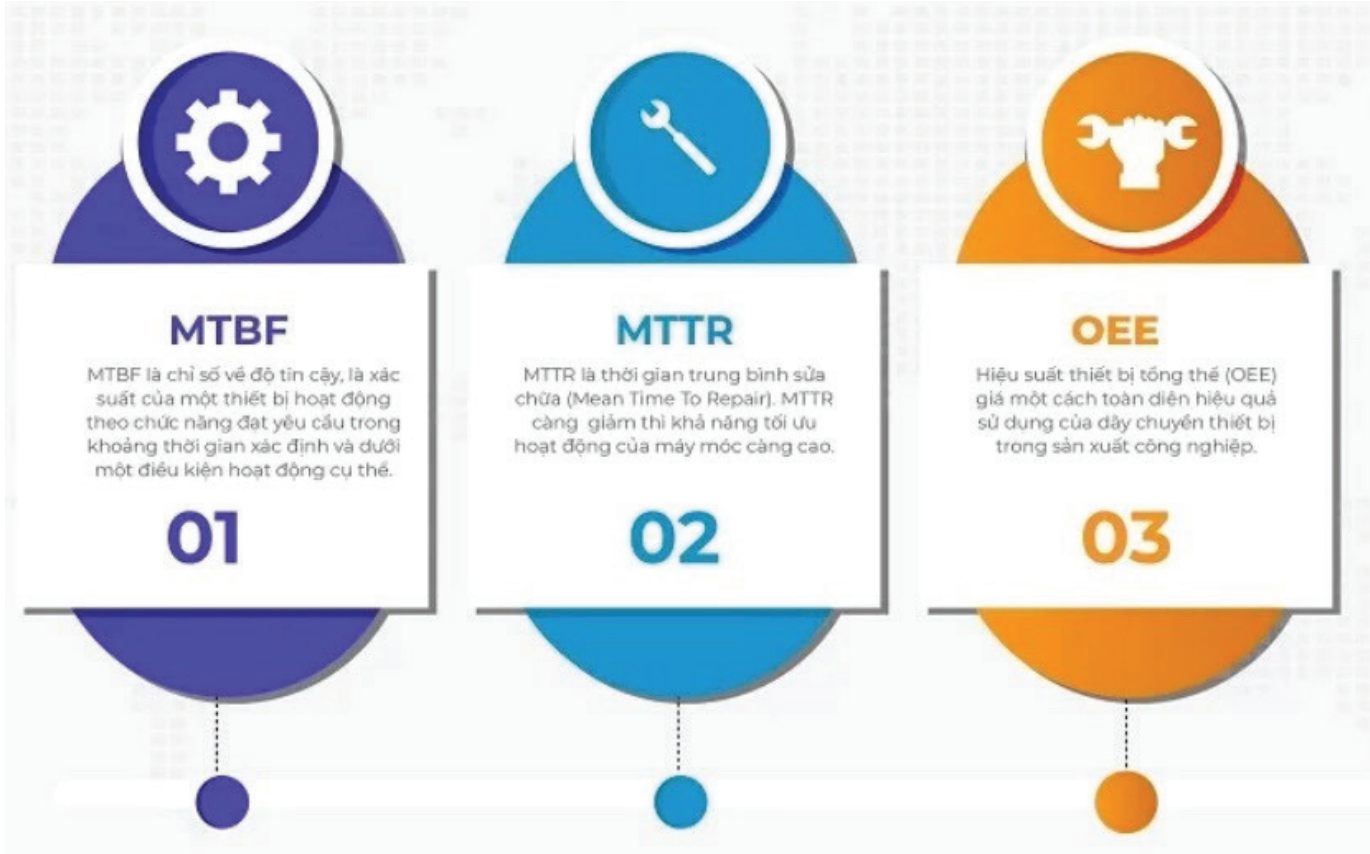 MTBF
MTBF là chỉ số về độ tin cậy, là xác
suất của một thiết bị hoạt động
theo chức năng đạt yêu cầu trong
khoảng thời gian xác định và dưới
một điều kiện hoạt động cụ thể.
01
MTTR
MTTR là thời gian trung bình sửa
chữa (Mean Time To Repair). MTTR
càng giảm thì khả năng tối ưu
hoạt động của máy móc càng cao.
02
OEE
Hiệu suất thiết bị tổng thể (OEE)
giá một cách toàn diện hiệu quả
sử dụng của dây chuyền thiết bị
trong sản xuất công nghiệp.
03